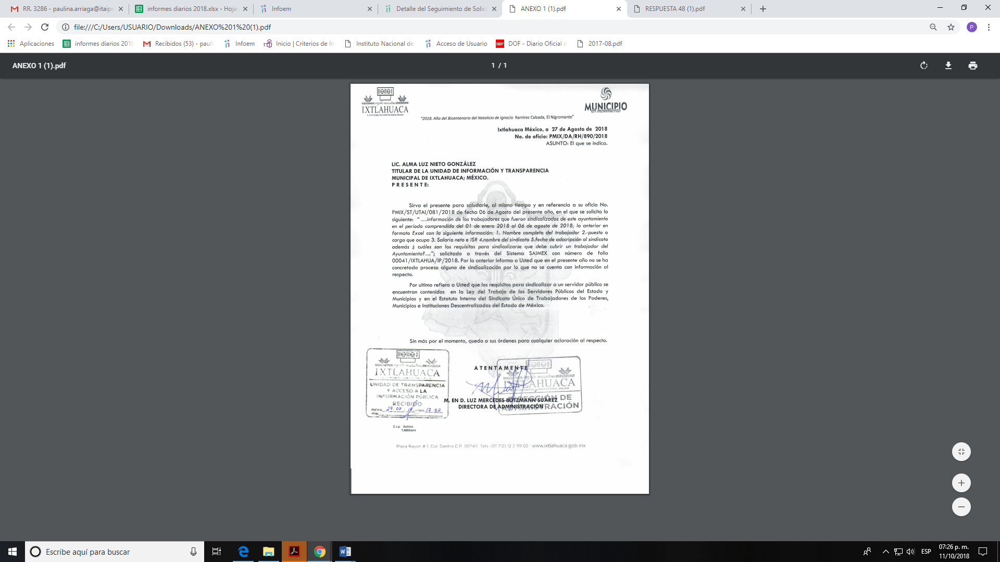 RR. 3286 - paulina.arriaga@itaipe
informes diarios 2018.xlsx - Hoja
Infoem
Detalle del Seguimiento de Solici
ANEXO 1 (1).pdf
RESPUESTA 48 (1).pdf
file:///C:/Users/USUARIO/Downloads/ANEXO%201%20(1).pdf
P
Aplicaciones
informes diarios 2018
Recibidos (53) - pauli
Infoem
Inicio | Criterios de In
Instituto Nacional de
Acceso de Usuario
DOF
DOF - Diario Oficial d
2017-08.pdf
ANEXO 1 (1).pdf
1 / 1
orgullo mazahua
IXTLAHUACA
MUNICIPIO
en movimiento
"2018. Año del Bicentenario del Natalicio de Ignacio Ramírez Calzada, El Nigromante"
Ixtlahuaca México, a 27 de Agosto de 2018
No. de oficio: PMIX/DA/RH/890/2018
ASUNTO: El que se indica.
LIC. ALMA LUZ NIETO GONZÁLEZ
TITULAR DE LA UNIDAD DE INFORMACIÓN Y TRANSPARENCIA
MUNICIPAL DE IXTLAHUACA; MÉXICO.
P R E S E N T E:
Sirva el presente para saludarle, al mismo tiempo y en referencia a su oficio No.
PMIX/ST/UTAI/081/2018 de fecha 06 de Agosto del presente año, en el que se solicita lo
siguiente: " ...información de los trabajadores que fueron sindicalizados de este ayuntamiento
en el periodo comprendido del 01 de enero 2018 al 06 de agosto de 2018; lo anterior en
formato Excel con la siguiente información: 1. Nombre completo del trabajador 2.-puesto o
cargo que ocupa 3. Salario neto e ISR 4.nombre del sindicato 5.fecha de adscripción al sindicato
además ¿ cuáles son los requisitos para sindicalizarse que debe cubrir un trabajador del
Ayuntamiento?..."; solicitado a través del Sistema SAIMEX con número de folio
00041/IXTLAHUA/IP/2018. Por lo anterior informo a Usted que en el presente año no se ha
concretado proceso alguno de sindicalización por lo que no se cuenta con información al
respecto.
Por ultimo refiero a Usted que los requisitos para sindicalizar a un servidor público se
encuentran contenidos en la Ley del Trabajo de los Servidores Públicos del Estado y
Municipios y en el Estatuto Interno del Sindicato Único de Trabajadores de los Poderes,
Municipios e Instituciones Descentralizadas del Estado de México.
Sin más por el momento, quedo a sus órdenes para cualquier aclaración al respecto.
orgullo mazahua
IXTLAHUACA
UNIDAD DE TRANSPARENCIA
Y ACCESO A LA
INFORMACIÓN PÚBLICA
RECIBIDO
FECHA: 27.08.18. HORA: 17.02
POR:
A T E N T A M E N T E
IXTLAHUACA
DIRECCIÓN DE
ADMINISTRACIÓN
M. EN D. LUZ MERCEDES BUTZMANN SUÁREZ
DIRECTORA DE ADMINISTRACIÓN
C.c.p. Archivo.
*LMBS/emr
Plaza Rayón # 1, Col. Centro C.P. 50740, Tels. (01 712) 12 2 99 02 | www.ixtlahuaca.gob.mx
Escribe aquí para buscar
ESP
07:26 p. m.
11/10/2018